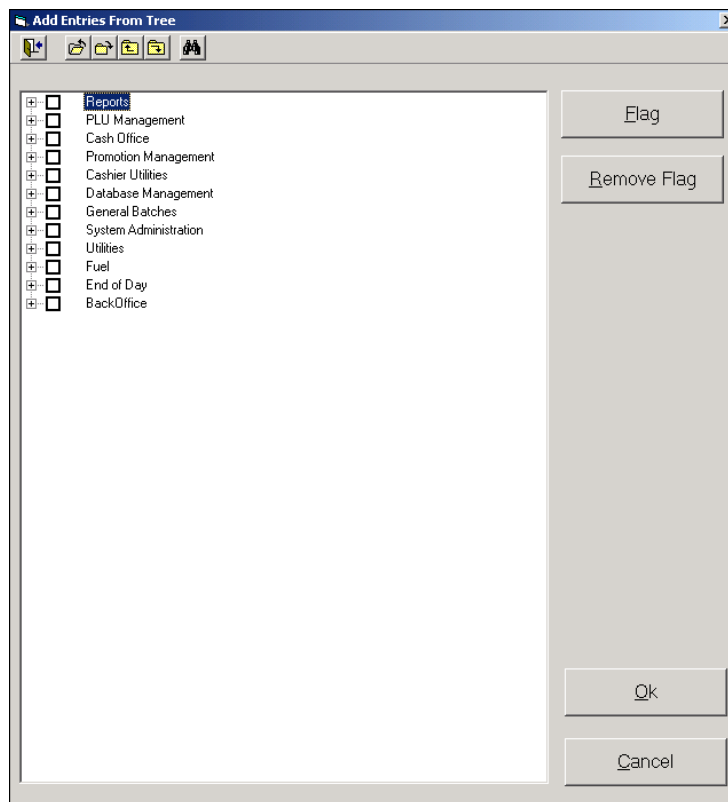 Add Entries From Tree
Reports
PLU Management
Cash Office
Promotion Management
Cashier Utilities
Database Management
General Batches
System Administration
Utilities
Fuel
End of Day
BackOffice
Flag
Remove Flag
Ok
Cancel